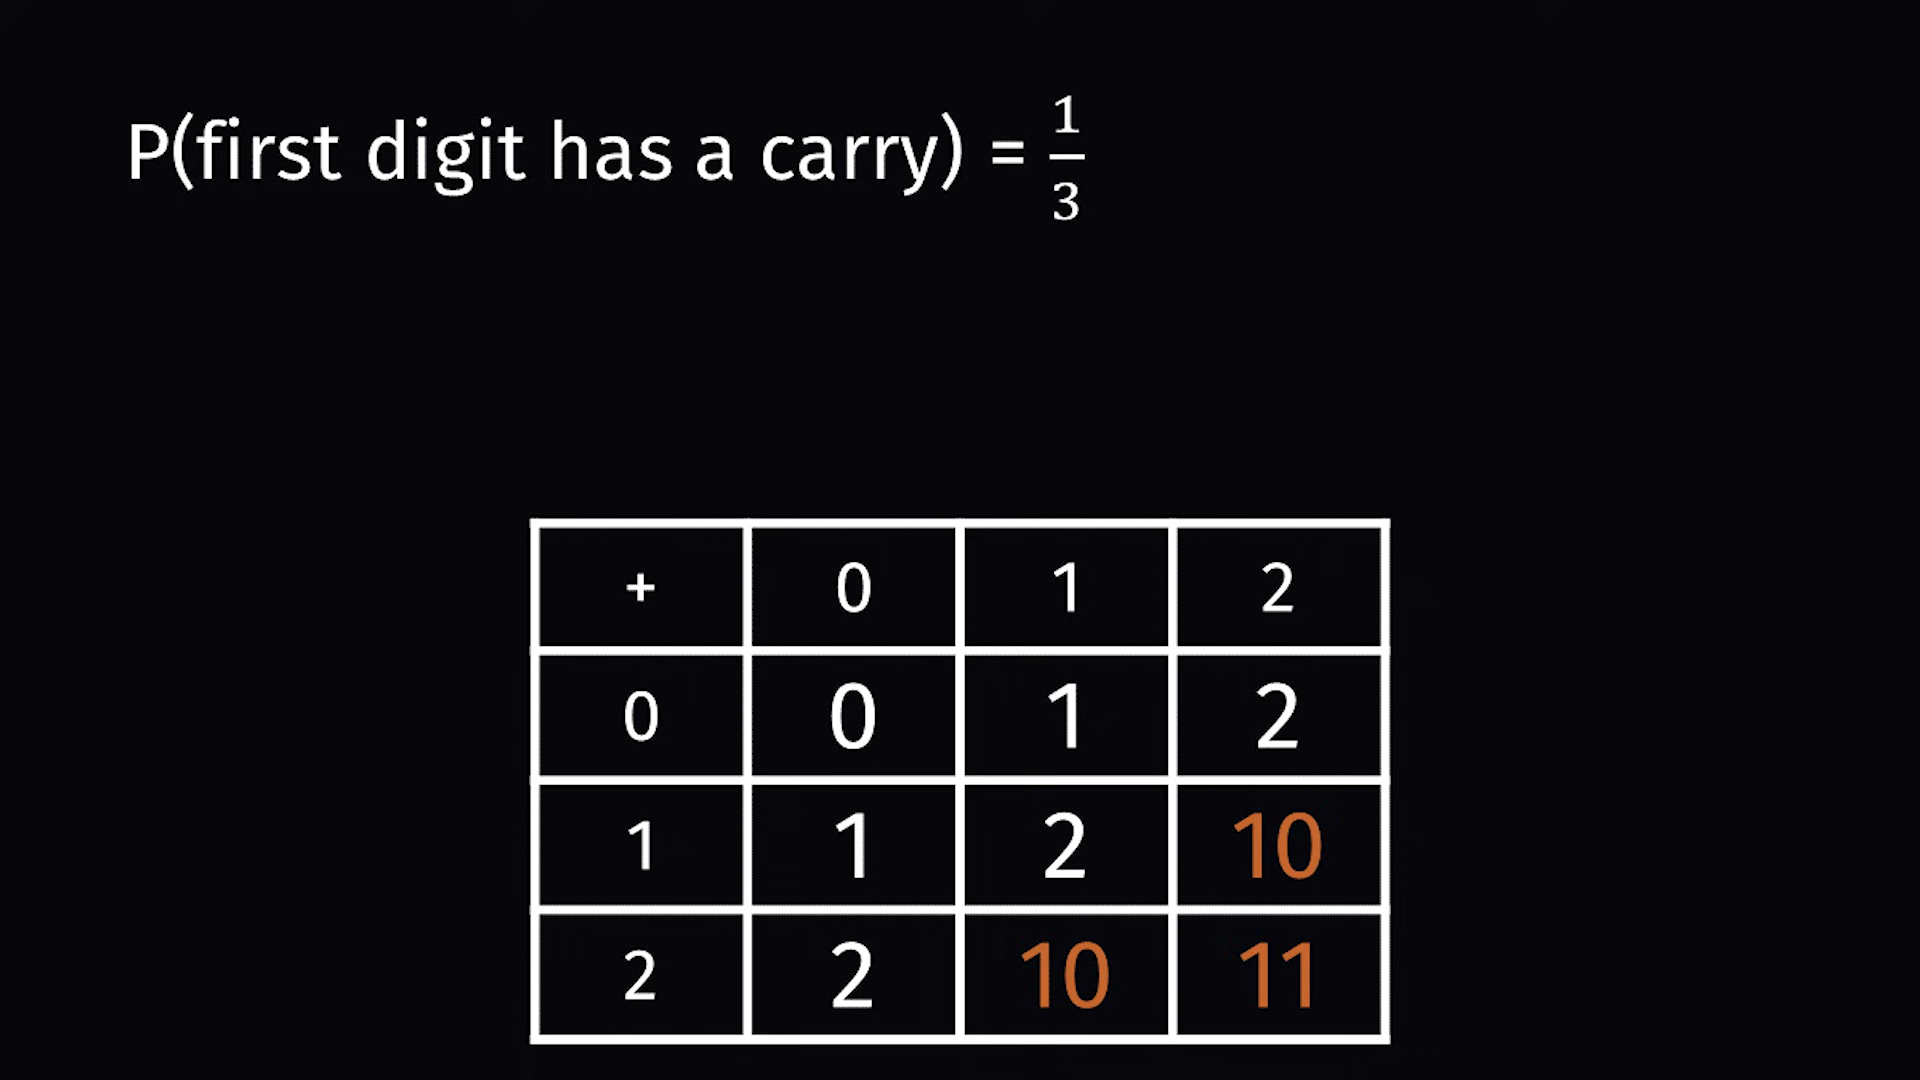 P(first digit has a carry) = 1/3
+ 0 1 2
0 0 1 2
1 1 2 10
2 2 10 11